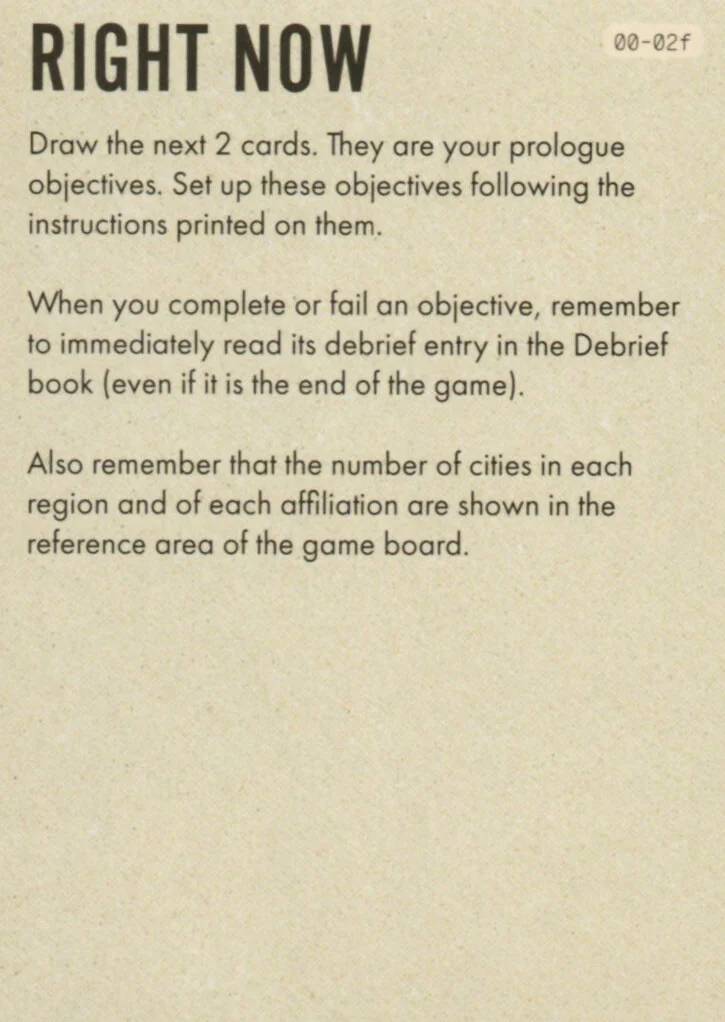 RIGHT NOW
00-02f
Draw the next 2 cards. They are your prologue
objectives. Set up these objectives following the
instructions printed on them.
When you complete or fail an objective, remember
to immediately read its debrief entry in the Debrief
book (even if it is the end of the game).
Also remember that the number of cities in each
region and of each affiliation are shown in the
reference area of the game board.